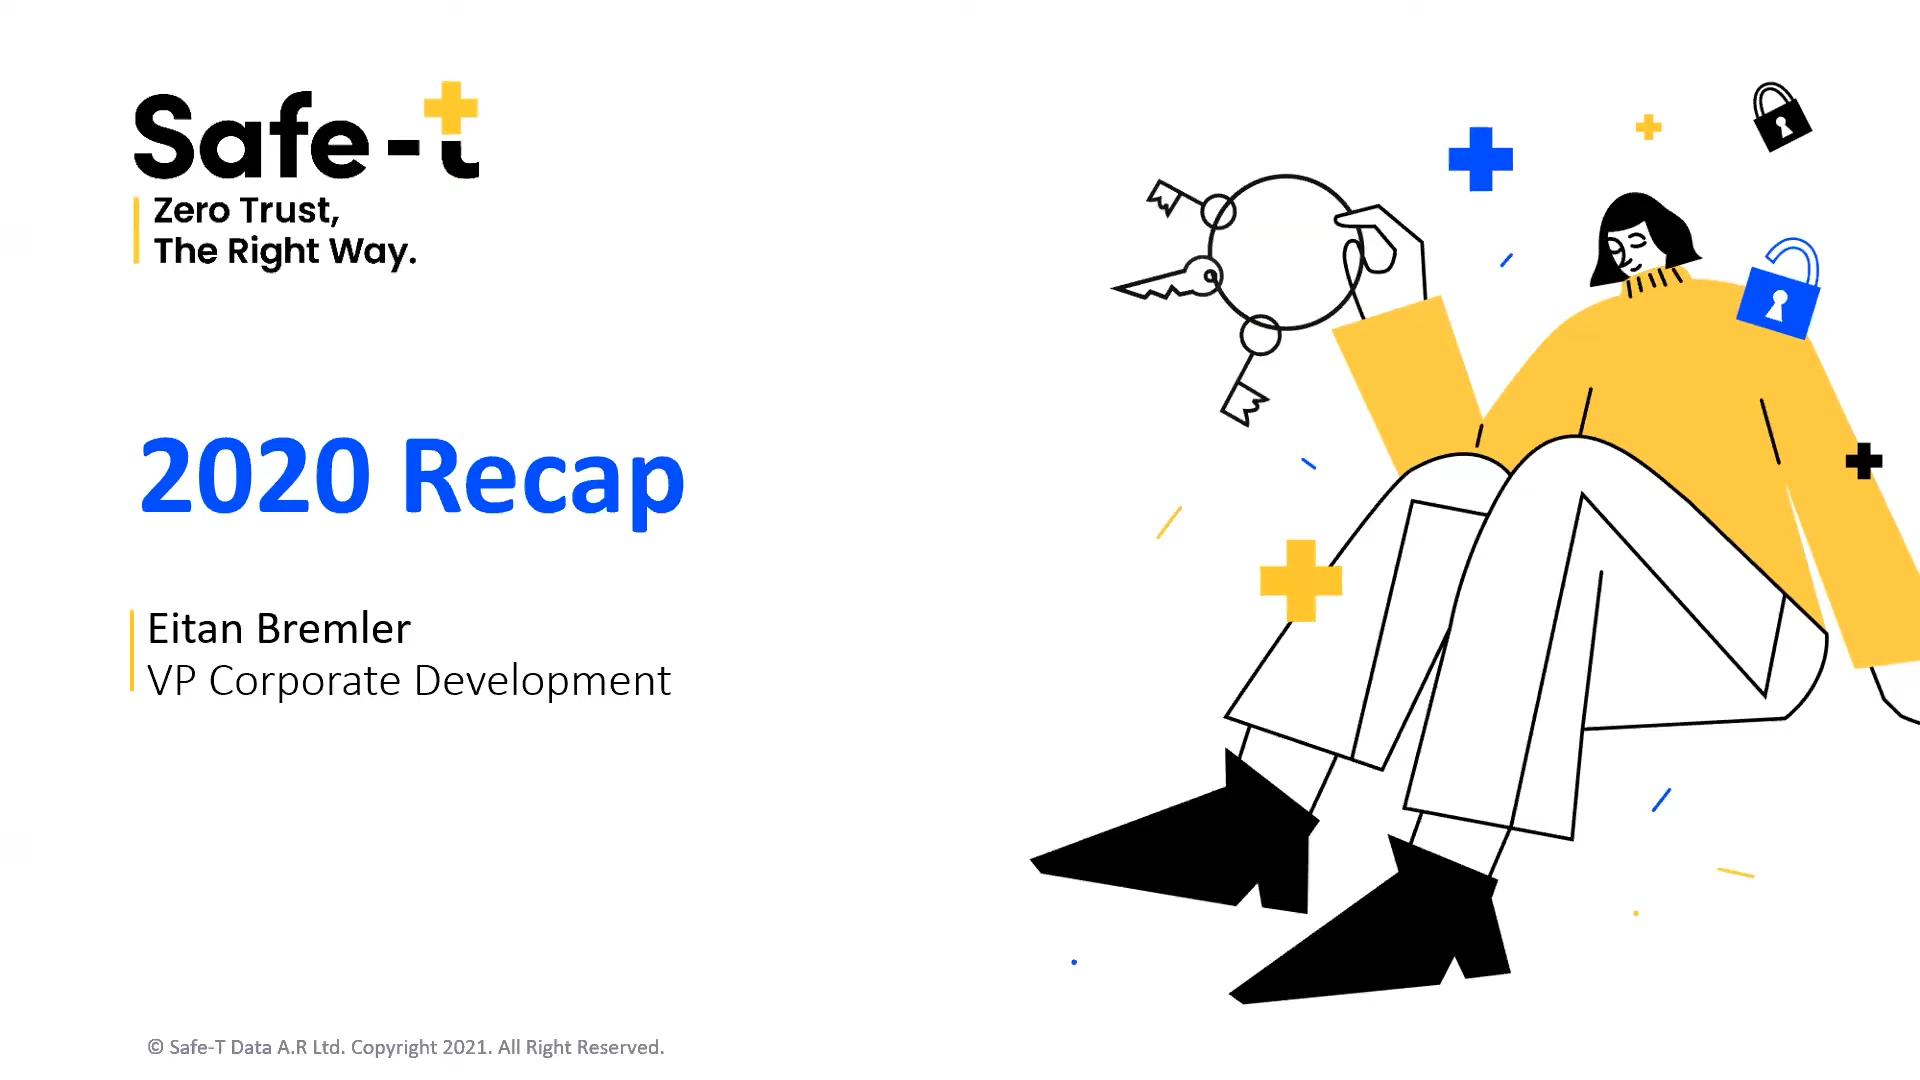 Safe-t
Zero Trust,
The Right Way.
2020 Recap
Eitan Bremler
VP Corporate Development
© Safe-T Data A.R Ltd. Copyright 2021. All Right Reserved.